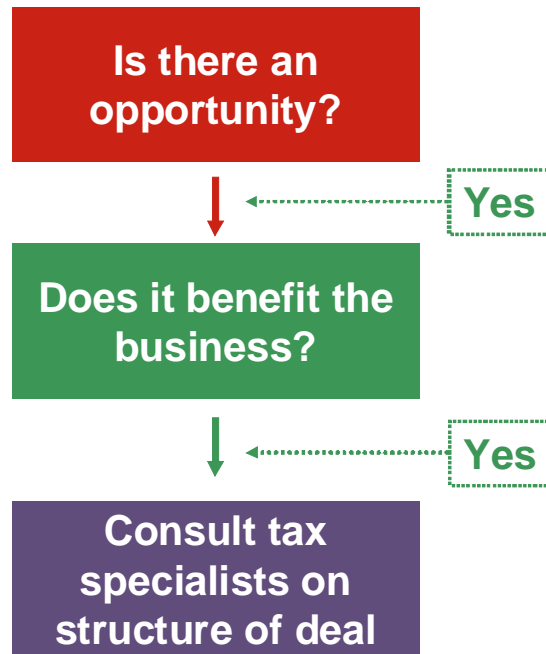 Is there an
opportunity?
Yes
Does it benefit the
business?
Yes
Consult tax
specialists on
structure of deal